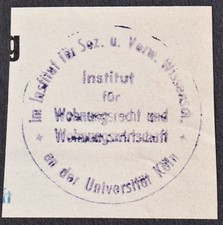 im Institut für Soz. u. Verw. Wissensch.
Institut
für
Wohnungsrecht und
Wohnungswirtschaft
an der Universität Köln